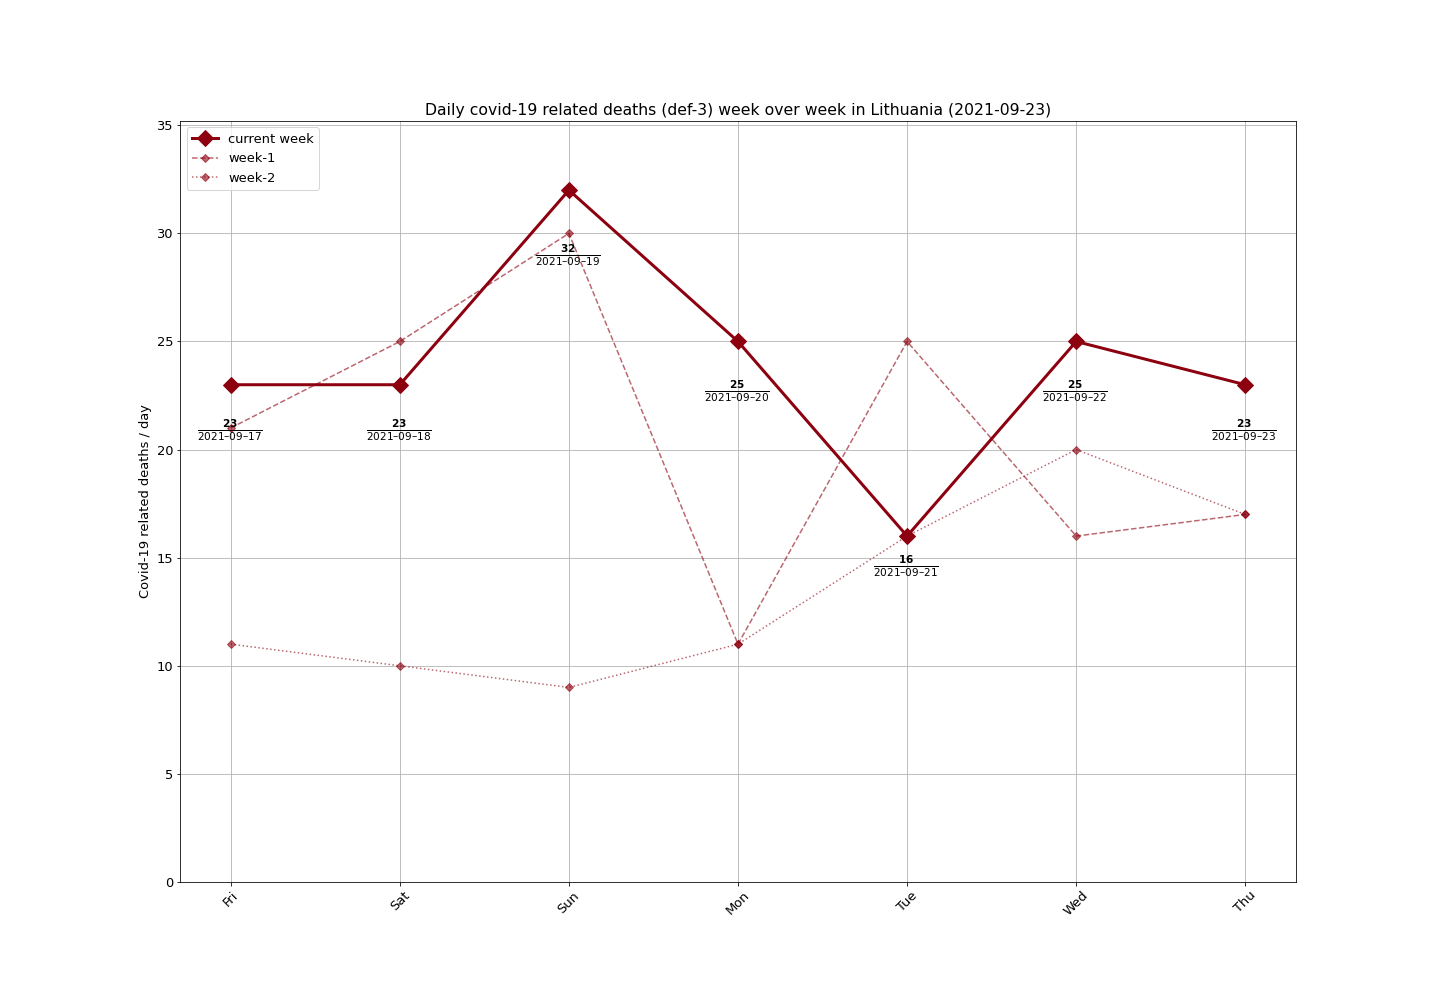 Daily covid-19 related deaths (def-3) week over week in Lithuania (2021-09-23)
current week
week-1
week-2
Covid-19 related deaths / day
35
30
25
20
15
10
5
0
23
2021–09–17
23
2021–09–18
32
2021–09–19
25
2021–09–20
16
2021–09–21
25
2021–09–22
23
2021–09–23
Fri
Sat
Sun
Mon
Tue
Wed
Thu